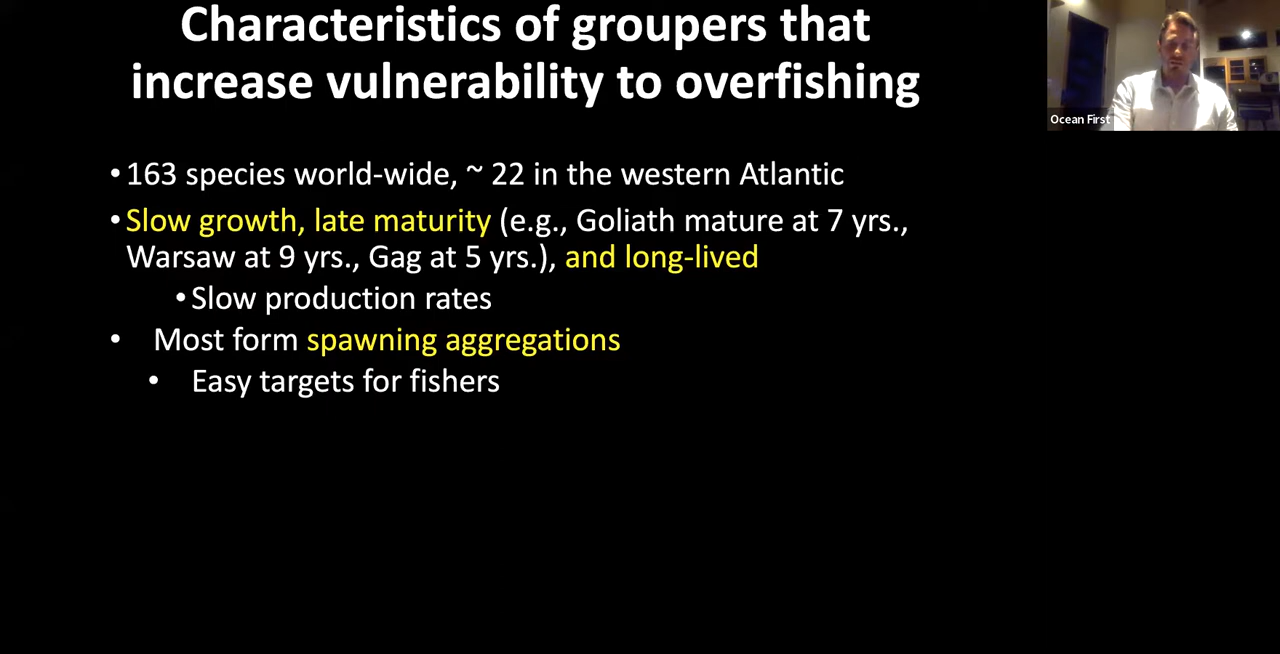 Characteristics of groupers that
increase vulnerability to overfishing
Ocean First
•163 species world-wide, ~ 22 in the western Atlantic
•Slow growth, late maturity (e.g., Goliath mature at 7 yrs.,
Warsaw at 9 yrs., Gag at 5 yrs.), and long-lived
•Slow production rates
• Most form spawning aggregations
• Easy targets for fishers